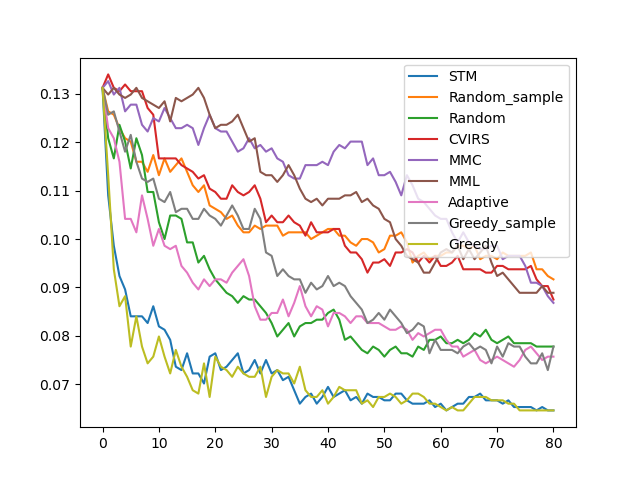 0.13
0.12
0.11
0.10
0.09
0.08
0.07
0 10 20 30 40 50 60 70 80
STM
Random_sample
Random
CVIRS
MMC
MML
Adaptive
Greedy_sample
Greedy